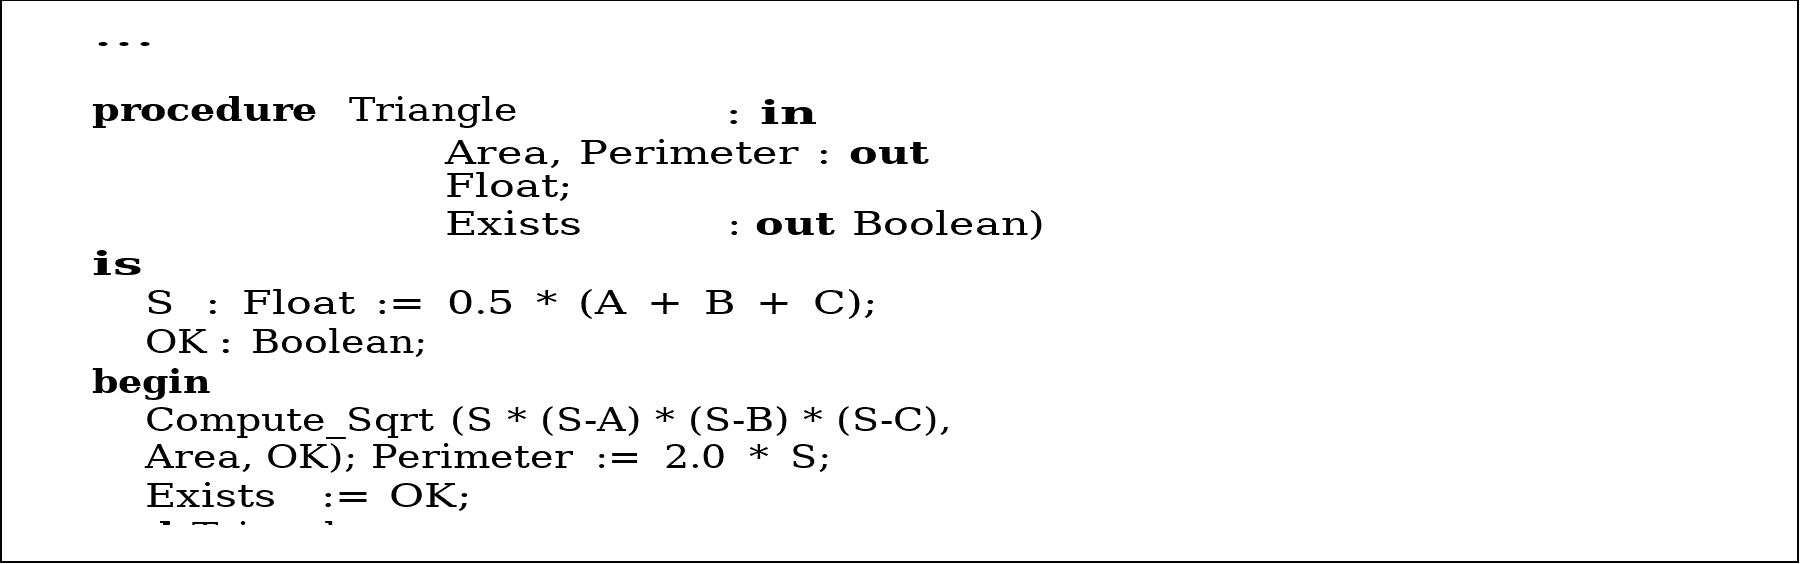 ...
procedure Triangle : in
Area, Perimeter : out
Float;
Exists : out Boolean)
is
S : Float := 0.5 * (A + B + C);
OK : Boolean;
begin
Compute_Sqrt (S * (S-A) * (S-B) * (S-C),
Area, OK); Perimeter := 2.0 * S;
Exists := OK;